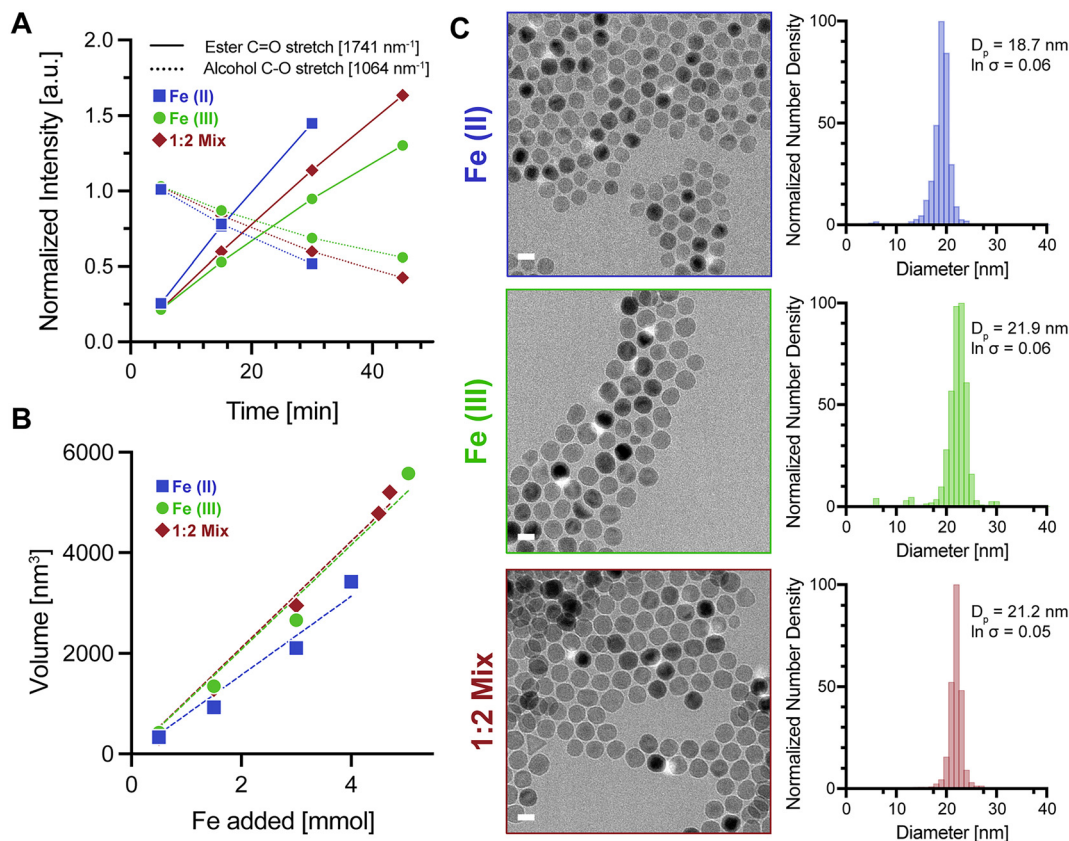 A
Normalized Intensity [a.u.]
2.0
1.5
1.0
0.5
0.0
Ester C=O stretch [1741 nm⁻¹]
Alcohol C-O stretch [1064 nm⁻¹]
Fe (II)
Fe (III)
1:2 Mix
0
20
40
Time [min]
B
Volume [nm³]
6000
4000
2000
0
Fe (II)
Fe (III)
1:2 Mix
0
2
4
Fe added [mmol]
C
Fe (II)
Normalized Number Density
100
50
0
Dp = 18.7 nm
ln σ = 0.06
0
10
20
30
40
Diameter [nm]
Fe (III)
Normalized Number Density
100
50
0
Dp = 21.9 nm
ln σ = 0.06
0
10
20
30
40
Diameter [nm]
1:2 Mix
Normalized Number Density
100
50
0
Dp = 21.2 nm
ln σ = 0.05
0
10
20
30
40
Diameter [nm]